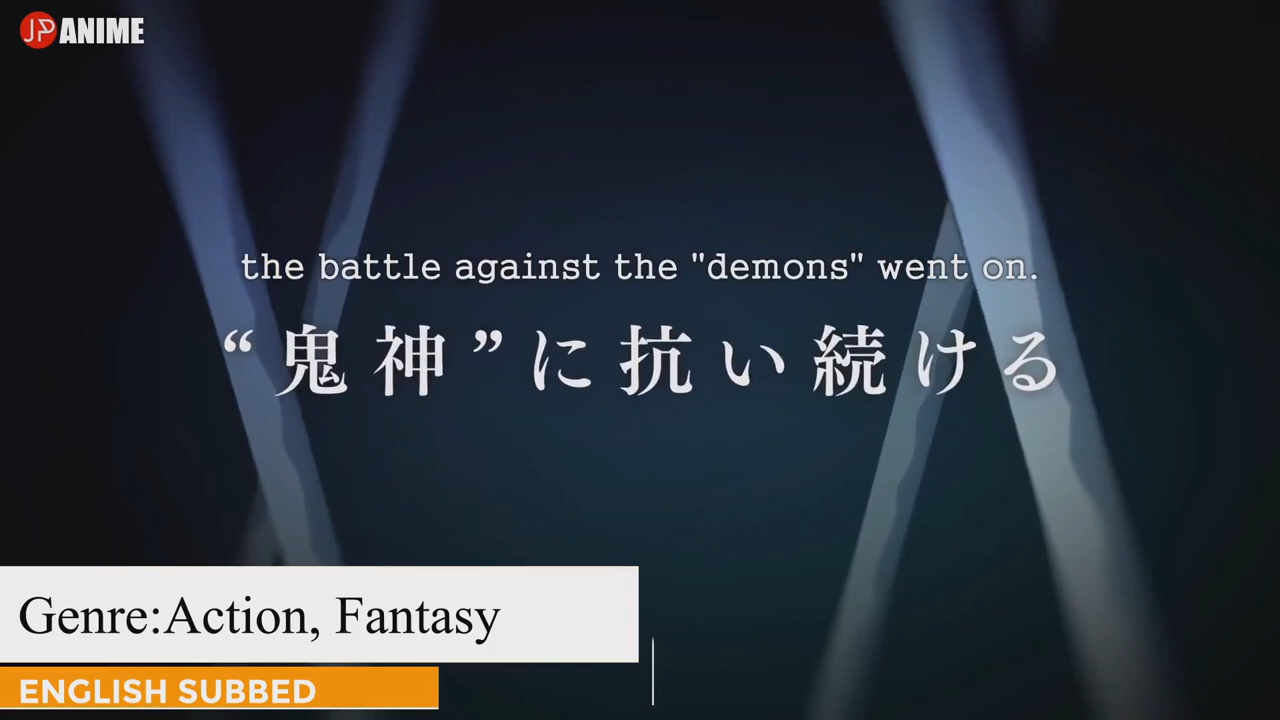 JP ANIME
the battle against the "demons" went on.
“鬼神”に抗い続ける
Genre:Action, Fantasy
ENGLISH SUBBED